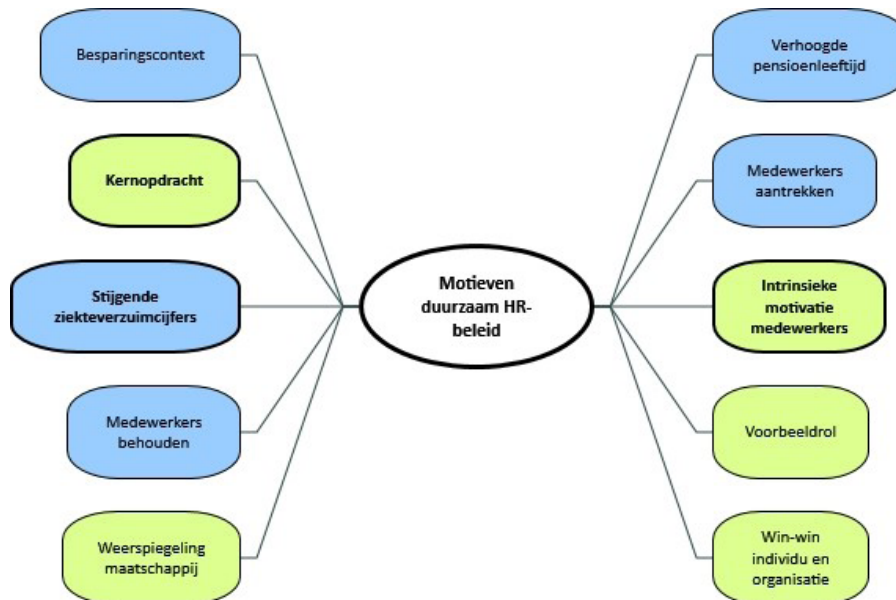 Besparingscontext
Kernopdracht
Stijgende
ziekteverzuimcijfers
Medewerkers
behouden
Weerspiegeling
maatschappij
Motieven
duurzaam HR-
beleid
Verhoogde
pensioenleeftijd
Medewerkers
aantrekken
Intrinsieke
motivatie
medewerkers
Voorbeeldrol
Win-win
individu en
organisatie